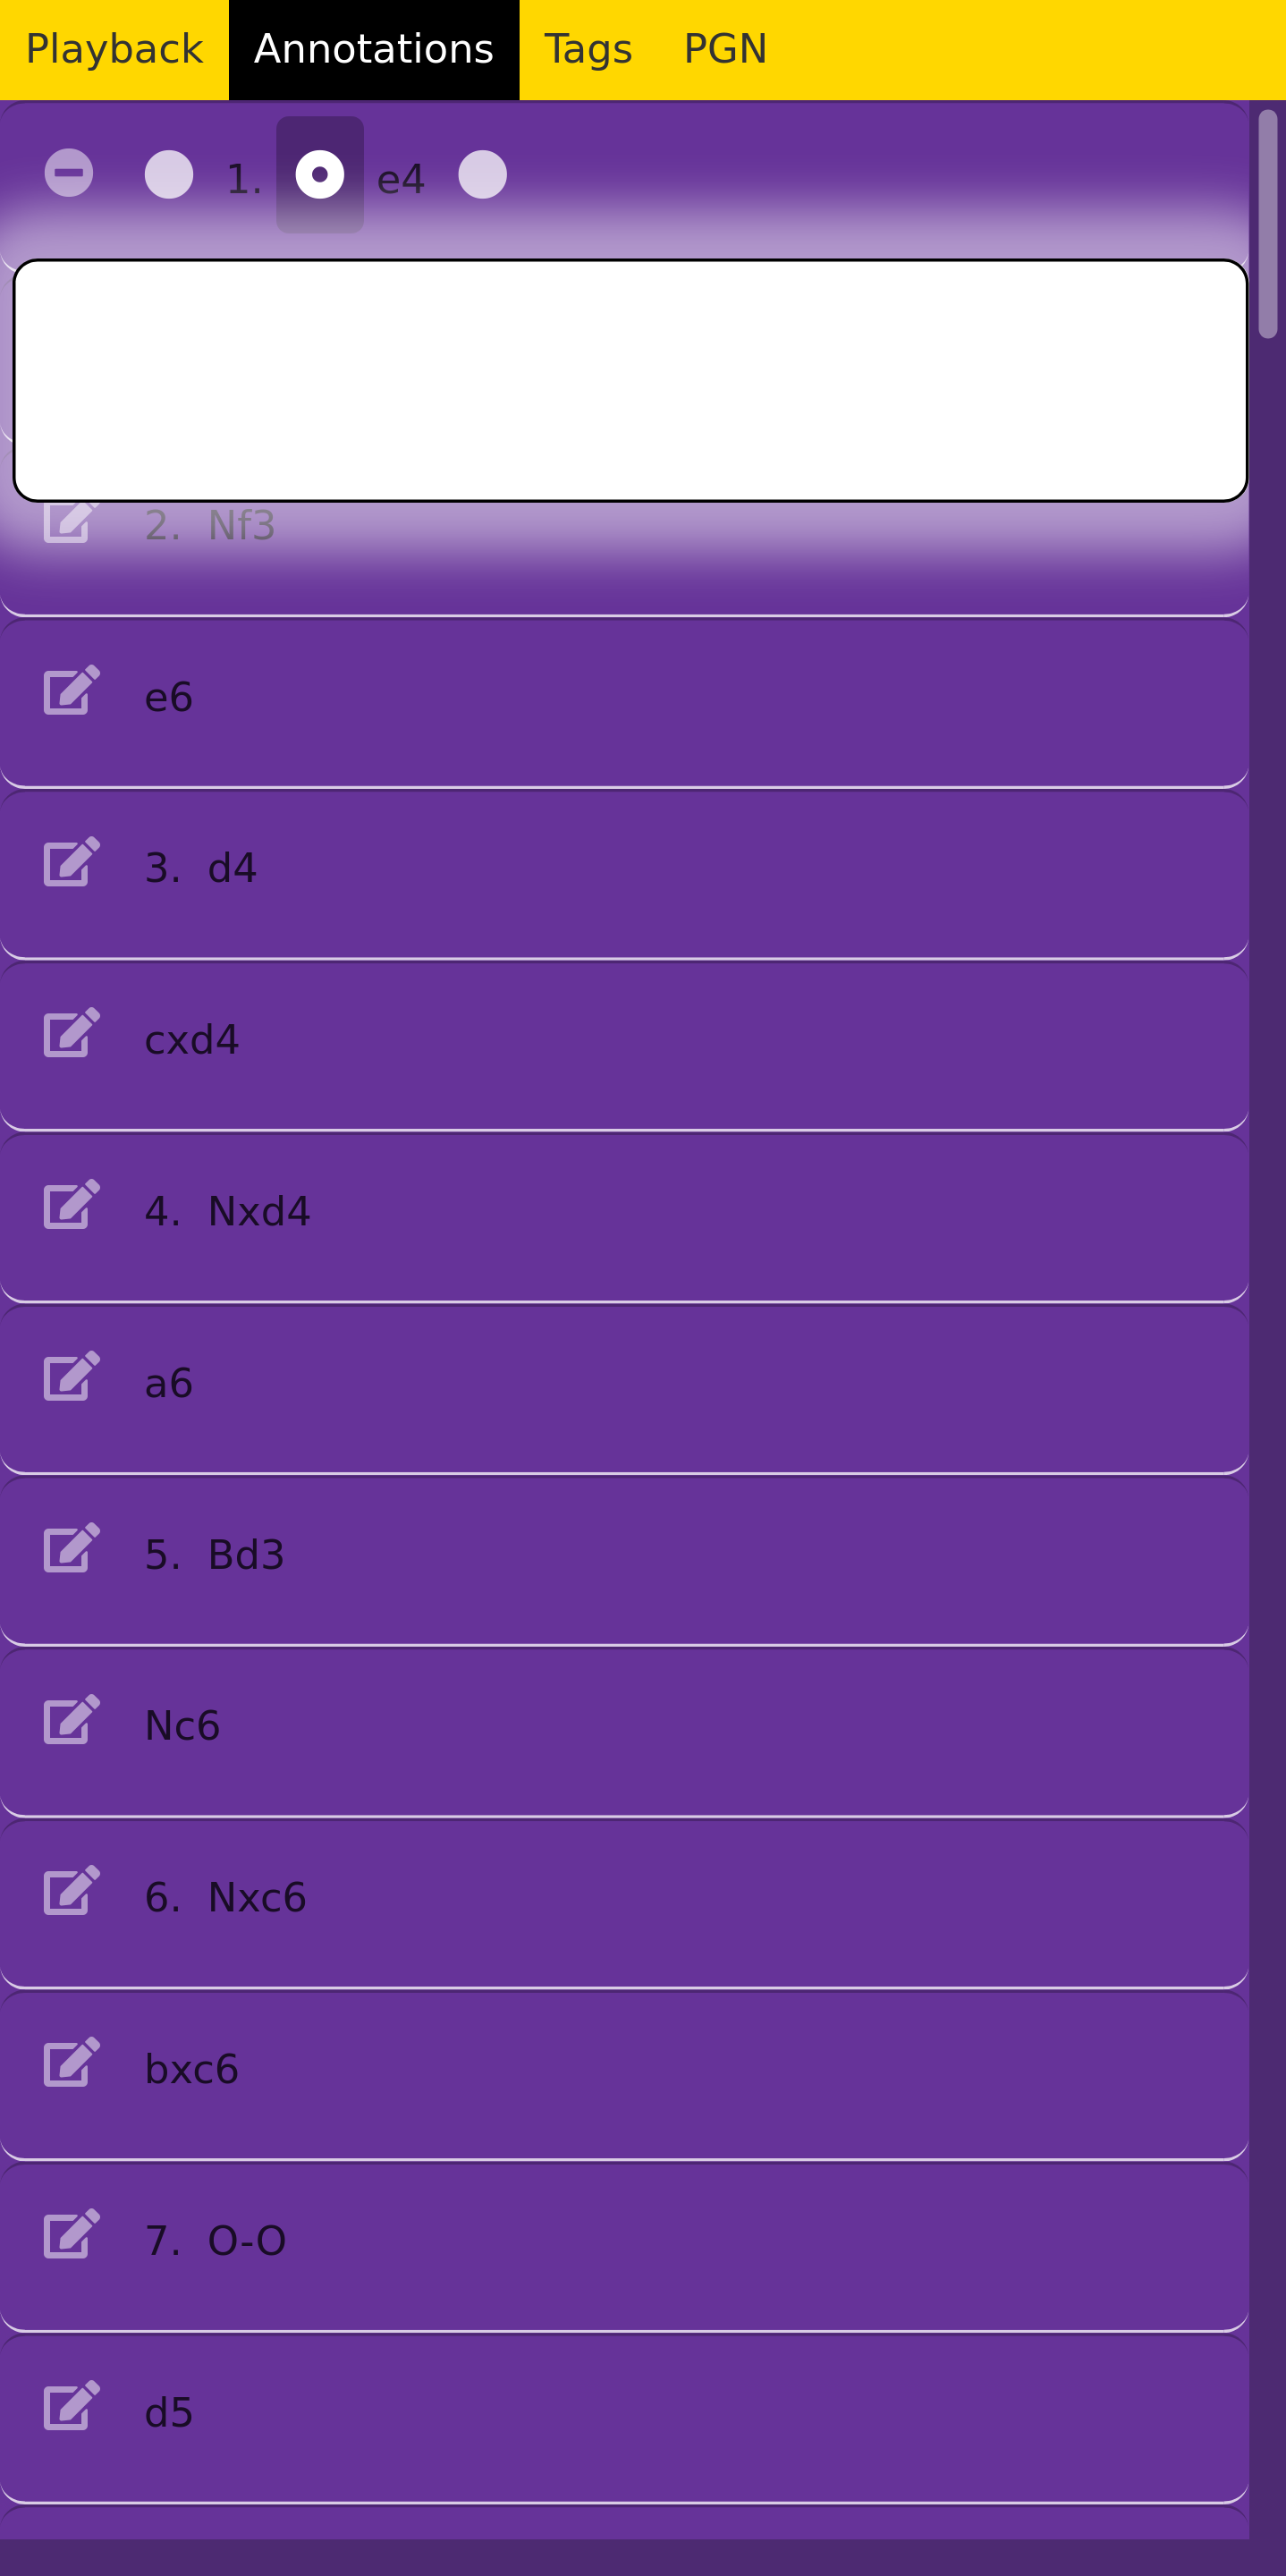 Playback Annotations Tags PGN
1. e4
2. Nf3
e6
3. d4
cxd4
4. Nxd4
a6
5. Bd3
Nc6
6. Nxc6
bxc6
7. O-O
d5